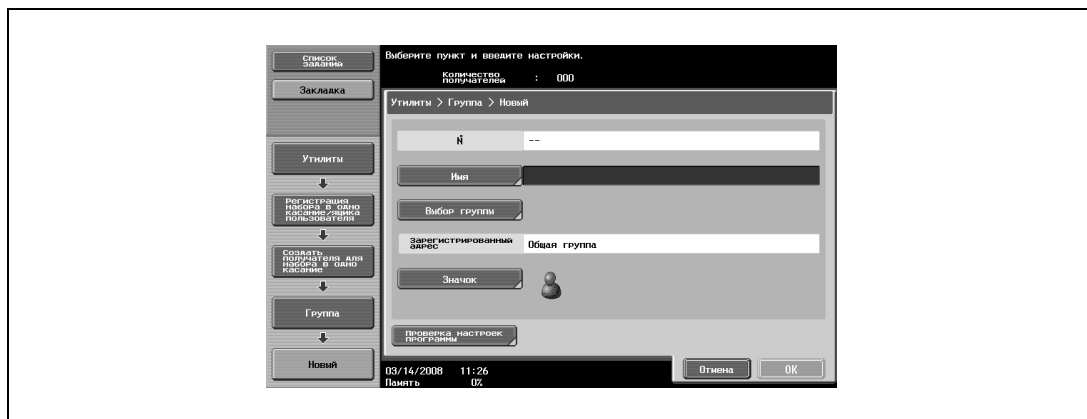 Список
заданий
Закладка
Утилиты
Регистрация
набора в одно
касание/ящика
пользователя
Создать
получателя для
набора в одно
касание
Группа
Новый
Выберите пункт и введите настройки.
Количество
получателей : 000
Утилиты > Группа > Новый
№ --
Имя
Выбор группы
Зарегистрированный
адрес Общая группа
Значок
Проверка настроек
программы
03/14/2008 11:26
Память 0%
Отмена OK